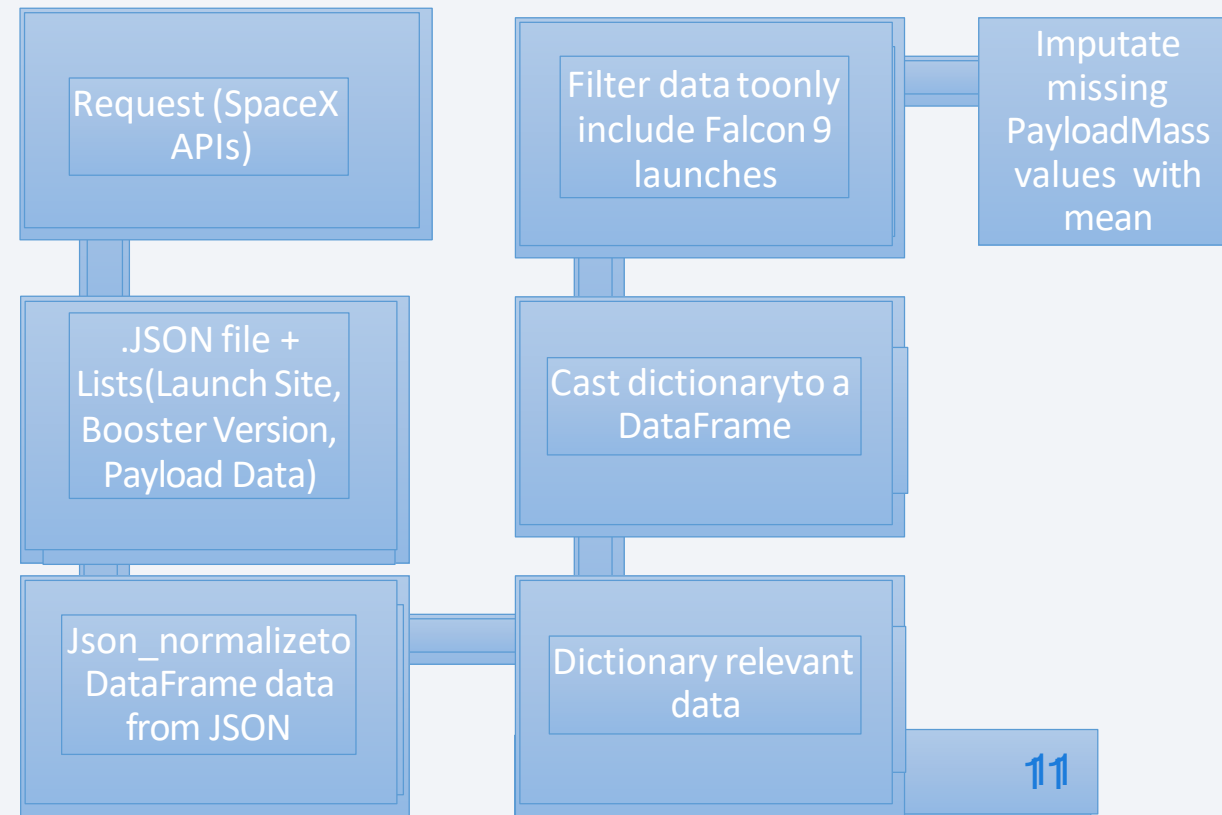 Request (SpaceX
APIs)
.JSON file +
Lists(Launch Site,
Booster Version,
Payload Data)
Json_normalizeto
DataFrame data
from JSON
Dictionary relevant
data
Cast dictionaryto a
DataFrame
Filter data toonly
include Falcon 9
launches
Imputate
missing
PayloadMass
values with
mean
11